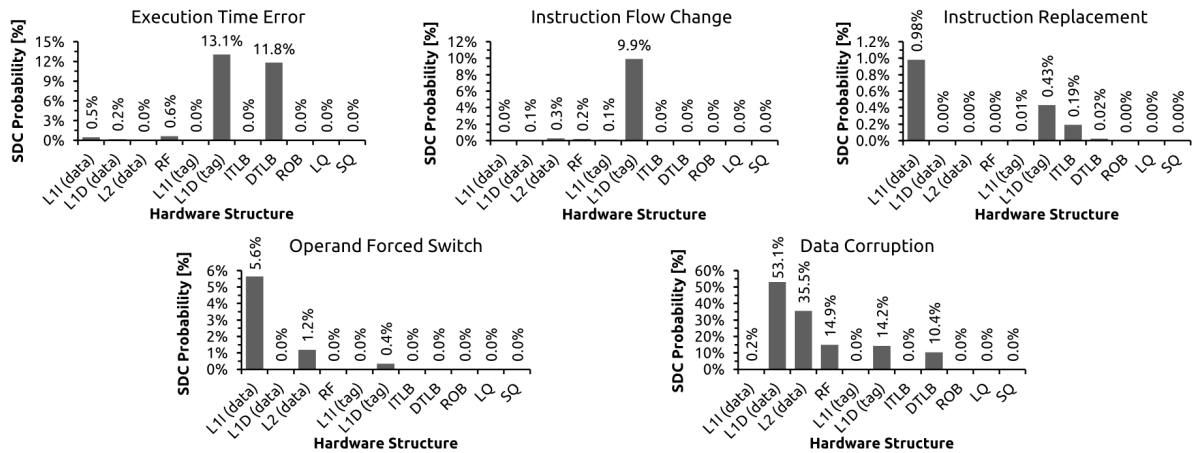 Execution Time Error
SDC Probability [%]
15%
12%
9%
6%
3%
0%
0.5%
0.2%
0.0%
0.6%
0.0%
13.1%
0.0%
11.8%
0.0%
0.0%
0.0%
L1I (data)
L1D (data)
L2 (data)
RF
L1I (tag)
L1D (tag)
ITLB
DTLB
ROB
LQ
SQ
Hardware Structure
Instruction Flow Change
SDC Probability [%]
12%
10%
8%
6%
4%
2%
0%
0.0%
0.1%
0.3%
0.2%
0.1%
9.9%
0.0%
0.0%
0.0%
0.0%
0.0%
L1I (data)
L1D (data)
L2 (data)
RF
L1I (tag)
L1D (tag)
ITLB
DTLB
ROB
LQ
SQ
Hardware Structure
Instruction Replacement
SDC Probability [%]
1.2%
1.0%
0.8%
0.6%
0.4%
0.2%
0.0%
0.98%
0.00%
0.00%
0.00%
0.01%
0.43%
0.19%
0.02%
0.00%
0.00%
0.00%
L1I (data)
L1D (data)
L2 (data)
RF
L1I (tag)
L1D (tag)
ITLB
DTLB
ROB
LQ
SQ
Hardware Structure
Operand Forced Switch
SDC Probability [%]
6%
5%
4%
3%
2%
1%
0%
5.6%
0.0%
1.2%
0.0%
0.0%
0.4%
0.0%
0.0%
0.0%
0.0%
0.0%
L1I (data)
L1D (data)
L2 (data)
RF
L1I (tag)
L1D (tag)
ITLB
DTLB
ROB
LQ
SQ
Hardware Structure
Data Corruption
SDC Probability [%]
60%
50%
40%
30%
20%
10%
0%
0.2%
53.1%
35.5%
14.9%
0.0%
14.2%
0.0%
10.4%
0.0%
0.0%
0.0%
L1I (data)
L1D (data)
L2 (data)
RF
L1I (tag)
L1D (tag)
ITLB
DTLB
ROB
LQ
SQ
Hardware Structure